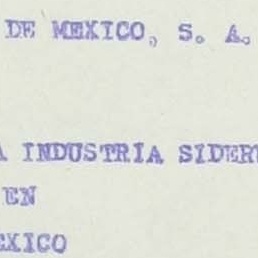 DE MEXICO, S. A.
A INDUSTRIA SIDER
EN
EXICO